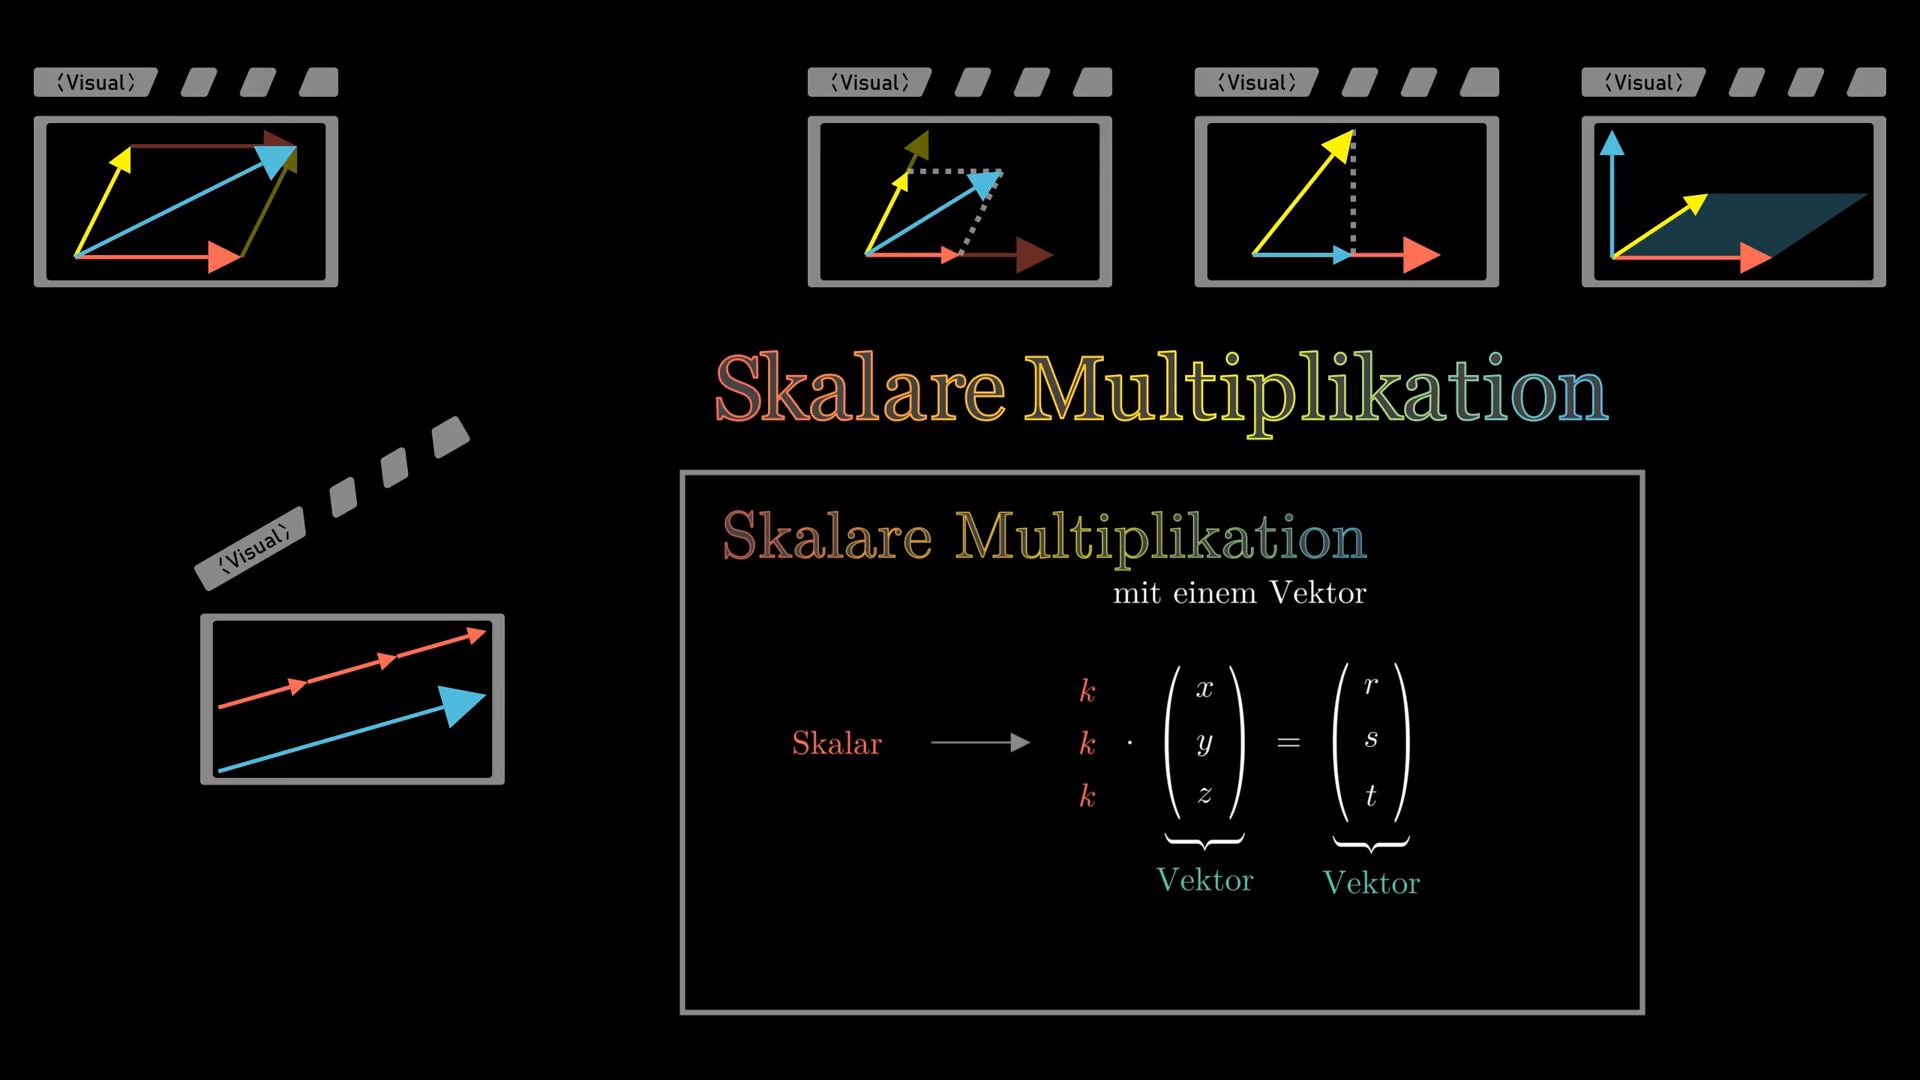 ⟨Visual⟩
⟨Visual⟩
⟨Visual⟩
⟨Visual⟩
Skalare Multiplikation
⟨Visual⟩
Skalare Multiplikation
mit einem Vektor
k x r
Skalar k · y = s
k z t
Vektor Vektor